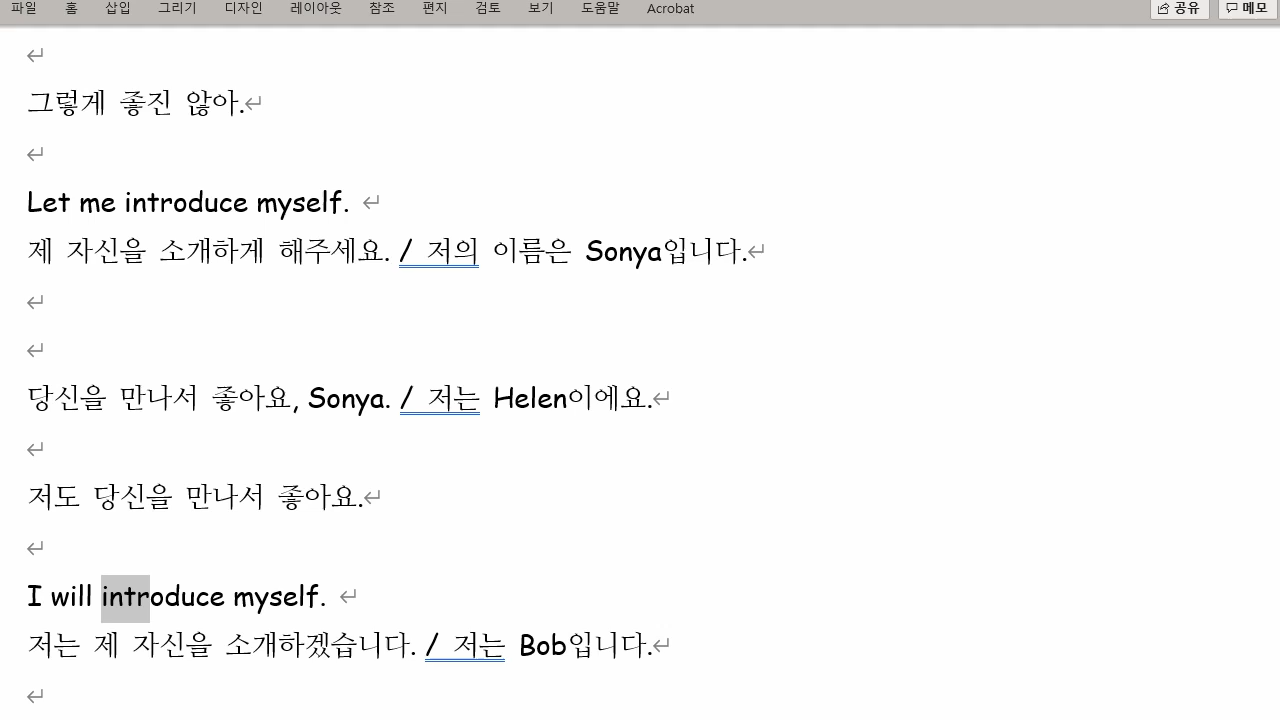 파일 홈 삽입 그리기 디자인 레이아웃 참조 편지 검토 보기 도움말 Acrobat 공유 메모
그렇게 좋진 않아.
Let me introduce myself.
제 자신을 소개하게 해주세요. / 저의 이름은 Sonya입니다.
당신을 만나서 좋아요, Sonya. / 저는 Helen이에요.
저도 당신을 만나서 좋아요.
I will introduce myself.
저는 제 자신을 소개하겠습니다. / 저는 Bob입니다.